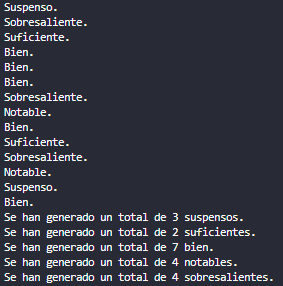 Suspenso.
Sobresaliente.
Suficiente.
Bien.
Bien.
Bien.
Sobresaliente.
Notable.
Bien.
Suficiente.
Sobresaliente.
Notable.
Suspenso.
Bien.
Se han generado un total de 3 suspensos.
Se han generado un total de 2 suficientes.
Se han generado un total de 7 bien.
Se han generado un total de 4 notables.
Se han generado un total de 4 sobresalientes.